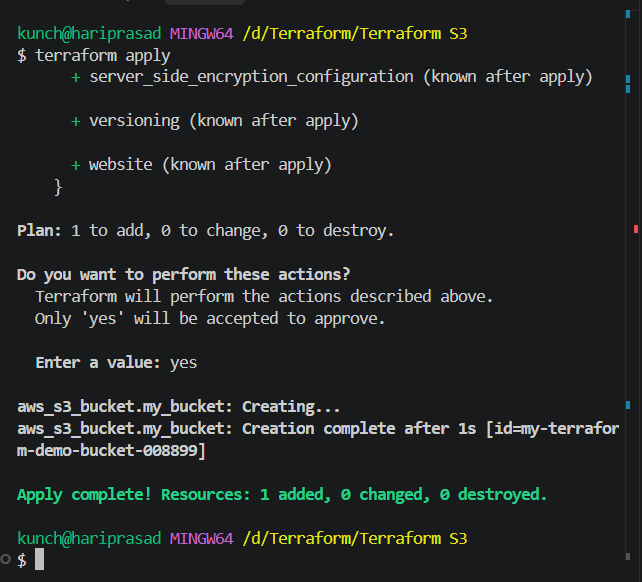 kunch@hariprasad MINGW64 /d/Terraform/Terraform S3
$ terraform apply
+ server_side_encryption_configuration (known after apply)
+ versioning (known after apply)
+ website (known after apply)
}
Plan: 1 to add, 0 to change, 0 to destroy.
Do you want to perform these actions?
Terraform will perform the actions described above.
Only 'yes' will be accepted to approve.
Enter a value: yes
aws_s3_bucket.my_bucket: Creating...
aws_s3_bucket.my_bucket: Creation complete after 1s [id=my-terrafor
m-demo-bucket-008899]
Apply complete! Resources: 1 added, 0 changed, 0 destroyed.
kunch@hariprasad MINGW64 /d/Terraform/Terraform S3
$